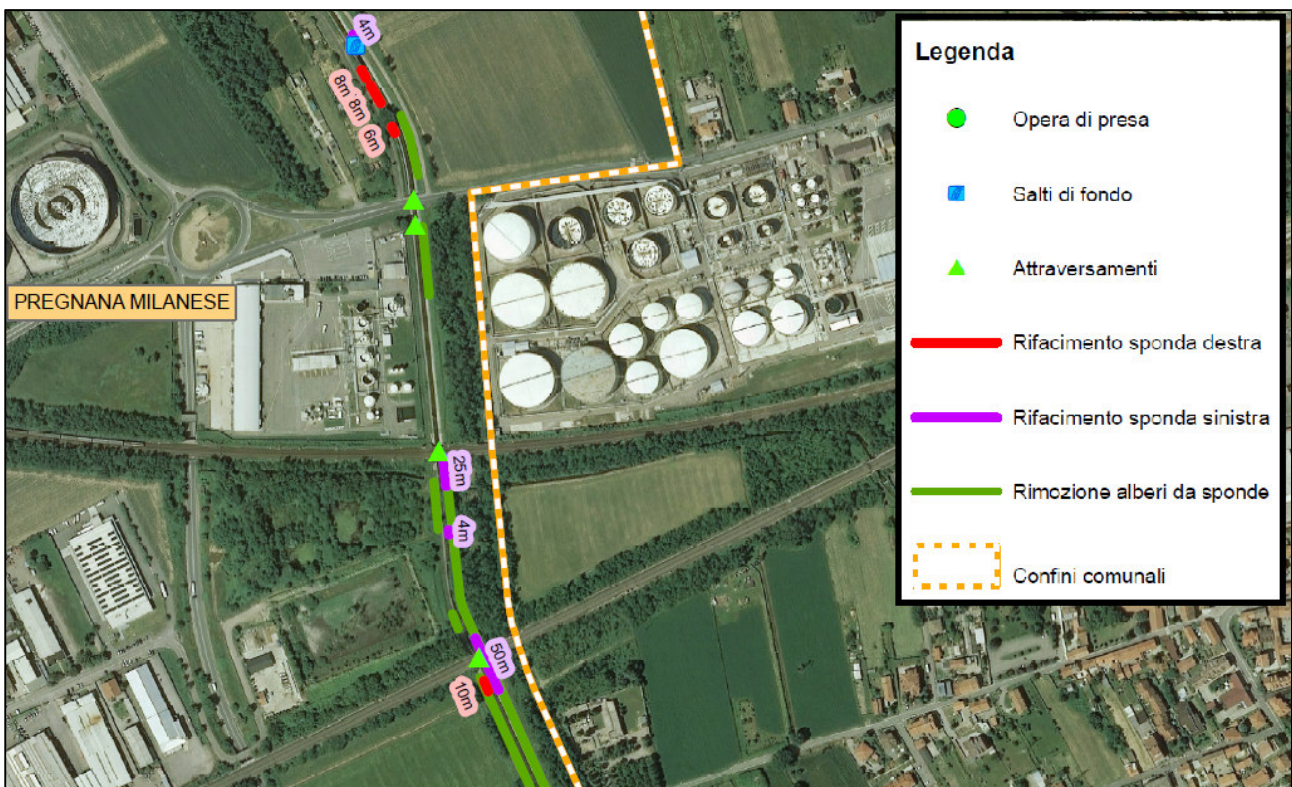 4m
8m
8m
6m
PREGNANA MILANESE
25m
4m
50m
10m
Legenda
Opera di presa
Salti di fondo
Attraversamenti
Rifacimento sponda destra
Rifacimento sponda sinistra
Rimozione alberi da sponde
Confini comunali